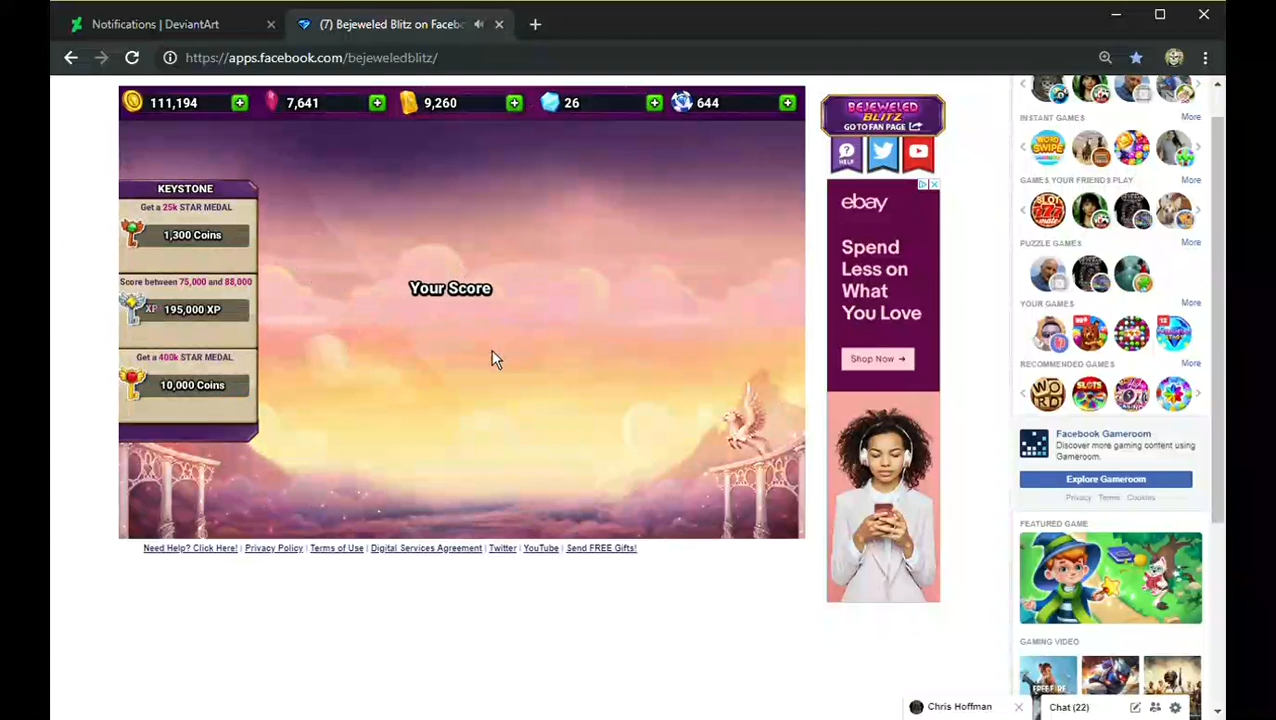 Notifications | DeviantArt
(7) Bejeweled Blitz on Facebo
https://apps.facebook.com/bejeweledblitz/
111,194
7,641
9,260
26
644
KEYSTONE
Get a 25k STAR MEDAL
1,300 Coins
Score between 75,000 and 88,000
XP 195,000 XP
Get a 400k STAR MEDAL
10,000 Coins
Your Score
Need Help? Click Here! | Privacy Policy | Terms of Use | Digital Services Agreement | Twitter | YouTube | Send FREE Gifts!
BEJEWELED
BLITZ
GO TO FAN PAGE
HELP
ebay
Spend
Less on
What
You Love
Shop Now →
INSTANT GAMES
More
GAMES YOUR FRIENDS PLAY
More
PUZZLE GAMES
More
YOUR GAMES
More
RECOMMENDED GAMES
More
Facebook Gameroom
Discover more gaming content using
Gameroom.
Explore Gameroom
Privacy Terms Cookies
FEATURED GAME
GAMING VIDEO
FREE FIRE
Chris Hoffman
Chat (22)